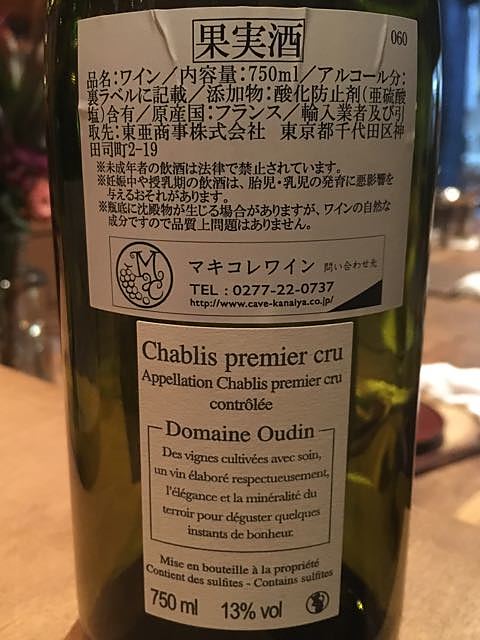 果実酒
060
品名:ワイン／内容量:750ml／アルコール分:
裏ラベルに記載／添加物:酸化防止剤(亜硫酸
塩)含有／原産国:フランス／輸入業者及び引
取先:東亜商事株式会社 東京都千代田区神
田司町2-19
※未成年者の飲酒は法律で禁止されています。
※妊娠中や授乳期の飲酒は、胎児・乳児の発育に悪影響を
与えるおそれがあります。
※瓶底に沈殿物が生じる場合がありますが、ワインの自然な
成分ですので品質上問題はありません。
マキコレワイン 問い合わせ先
TEL:0277-22-0737
http://www.cave-kanaiya.co.jp/
Chablis premier cru
Appellation Chablis premier cru
contrôlée
Domaine Oudin
Des vignes cultivées avec soin,
un vin élaboré respectueusement,
l'élégance et la minéralité du
terroir pour déguster quelques
instants de bonheur.
Mise en bouteille à la propriété
Contient des sulfites - Contains sulfites
750 ml 13% vol